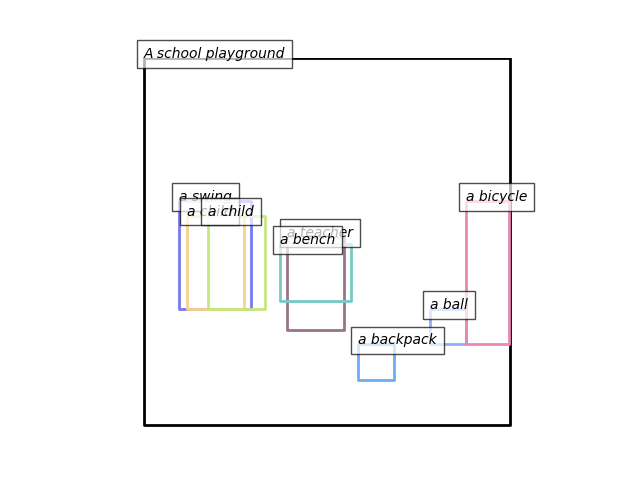 A school playground
a swing
a child
a child
a bicycle
a teacher
a bench
a ball
a backpack